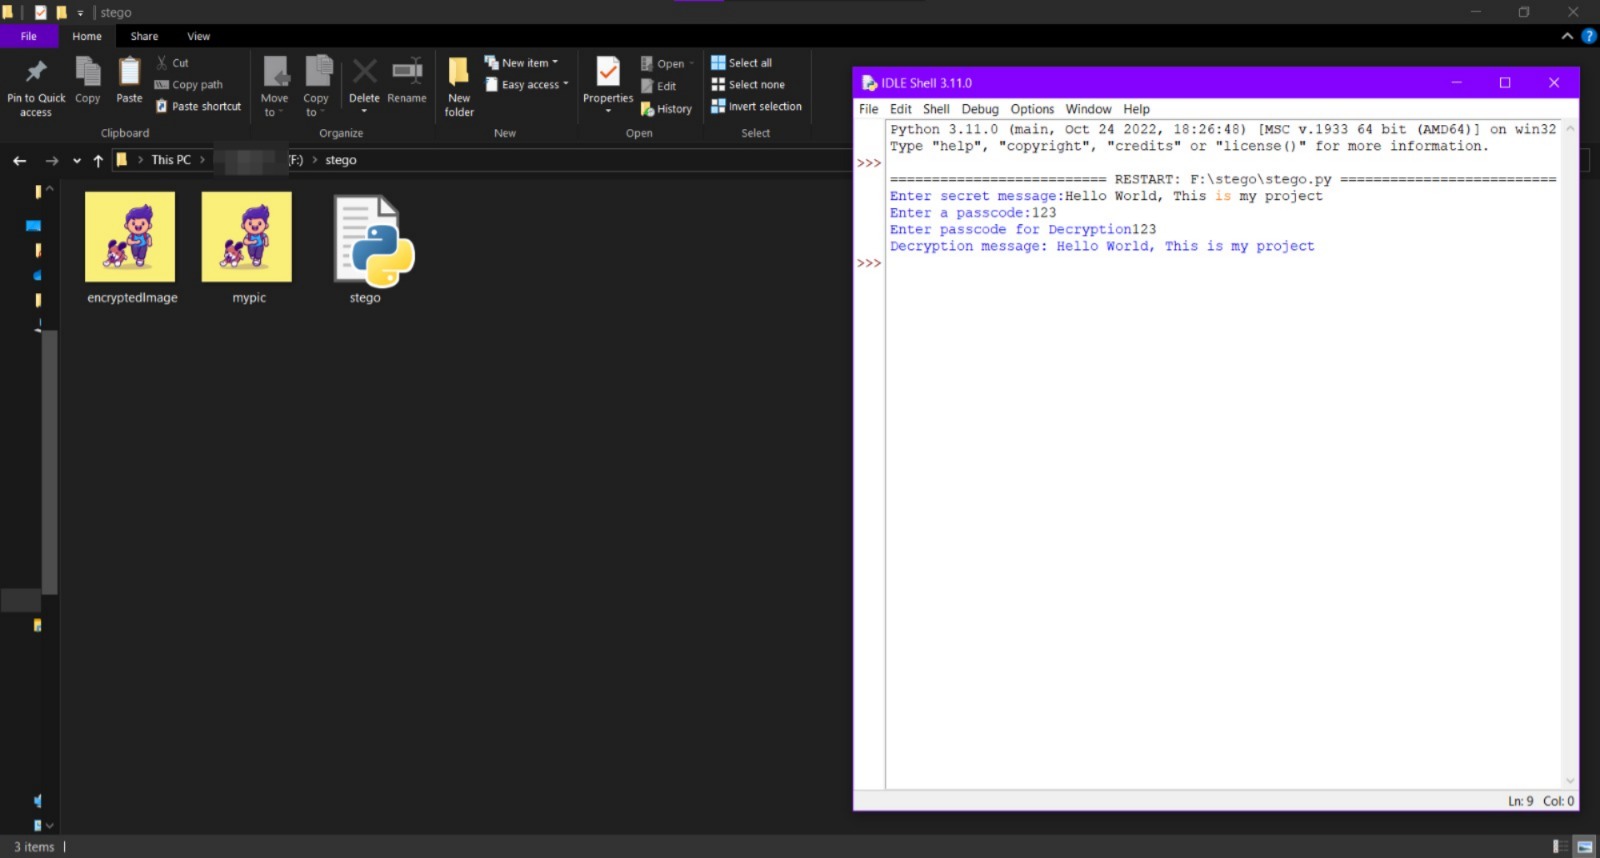 stego
File Home Share View
Pin to Quick access
Copy
Paste
Cut
Copy path
Paste shortcut
Clipboard
Move to
Copy to
Delete
Rename
Organize
New folder
New item
Easy access
New
Properties
Open
Edit
History
Open
Select all
Select none
Invert selection
Select
This PC > (F:) > stego
encryptedImage
mypic
stego
3 items
IDLE Shell 3.11.0
File Edit Shell Debug Options Window Help
Python 3.11.0 (main, Oct 24 2022, 18:26:48) [MSC v.1933 64 bit (AMD64)] on win32
Type "help", "copyright", "credits" or "license()" for more information.
>>>
========================== RESTART: F:\stego\stego.py ==========================
Enter secret message:Hello World, This is my project
Enter a passcode:123
Enter passcode for Decryption123
Decryption message: Hello World, This is my project
>>>
Ln: 9 Col: 0